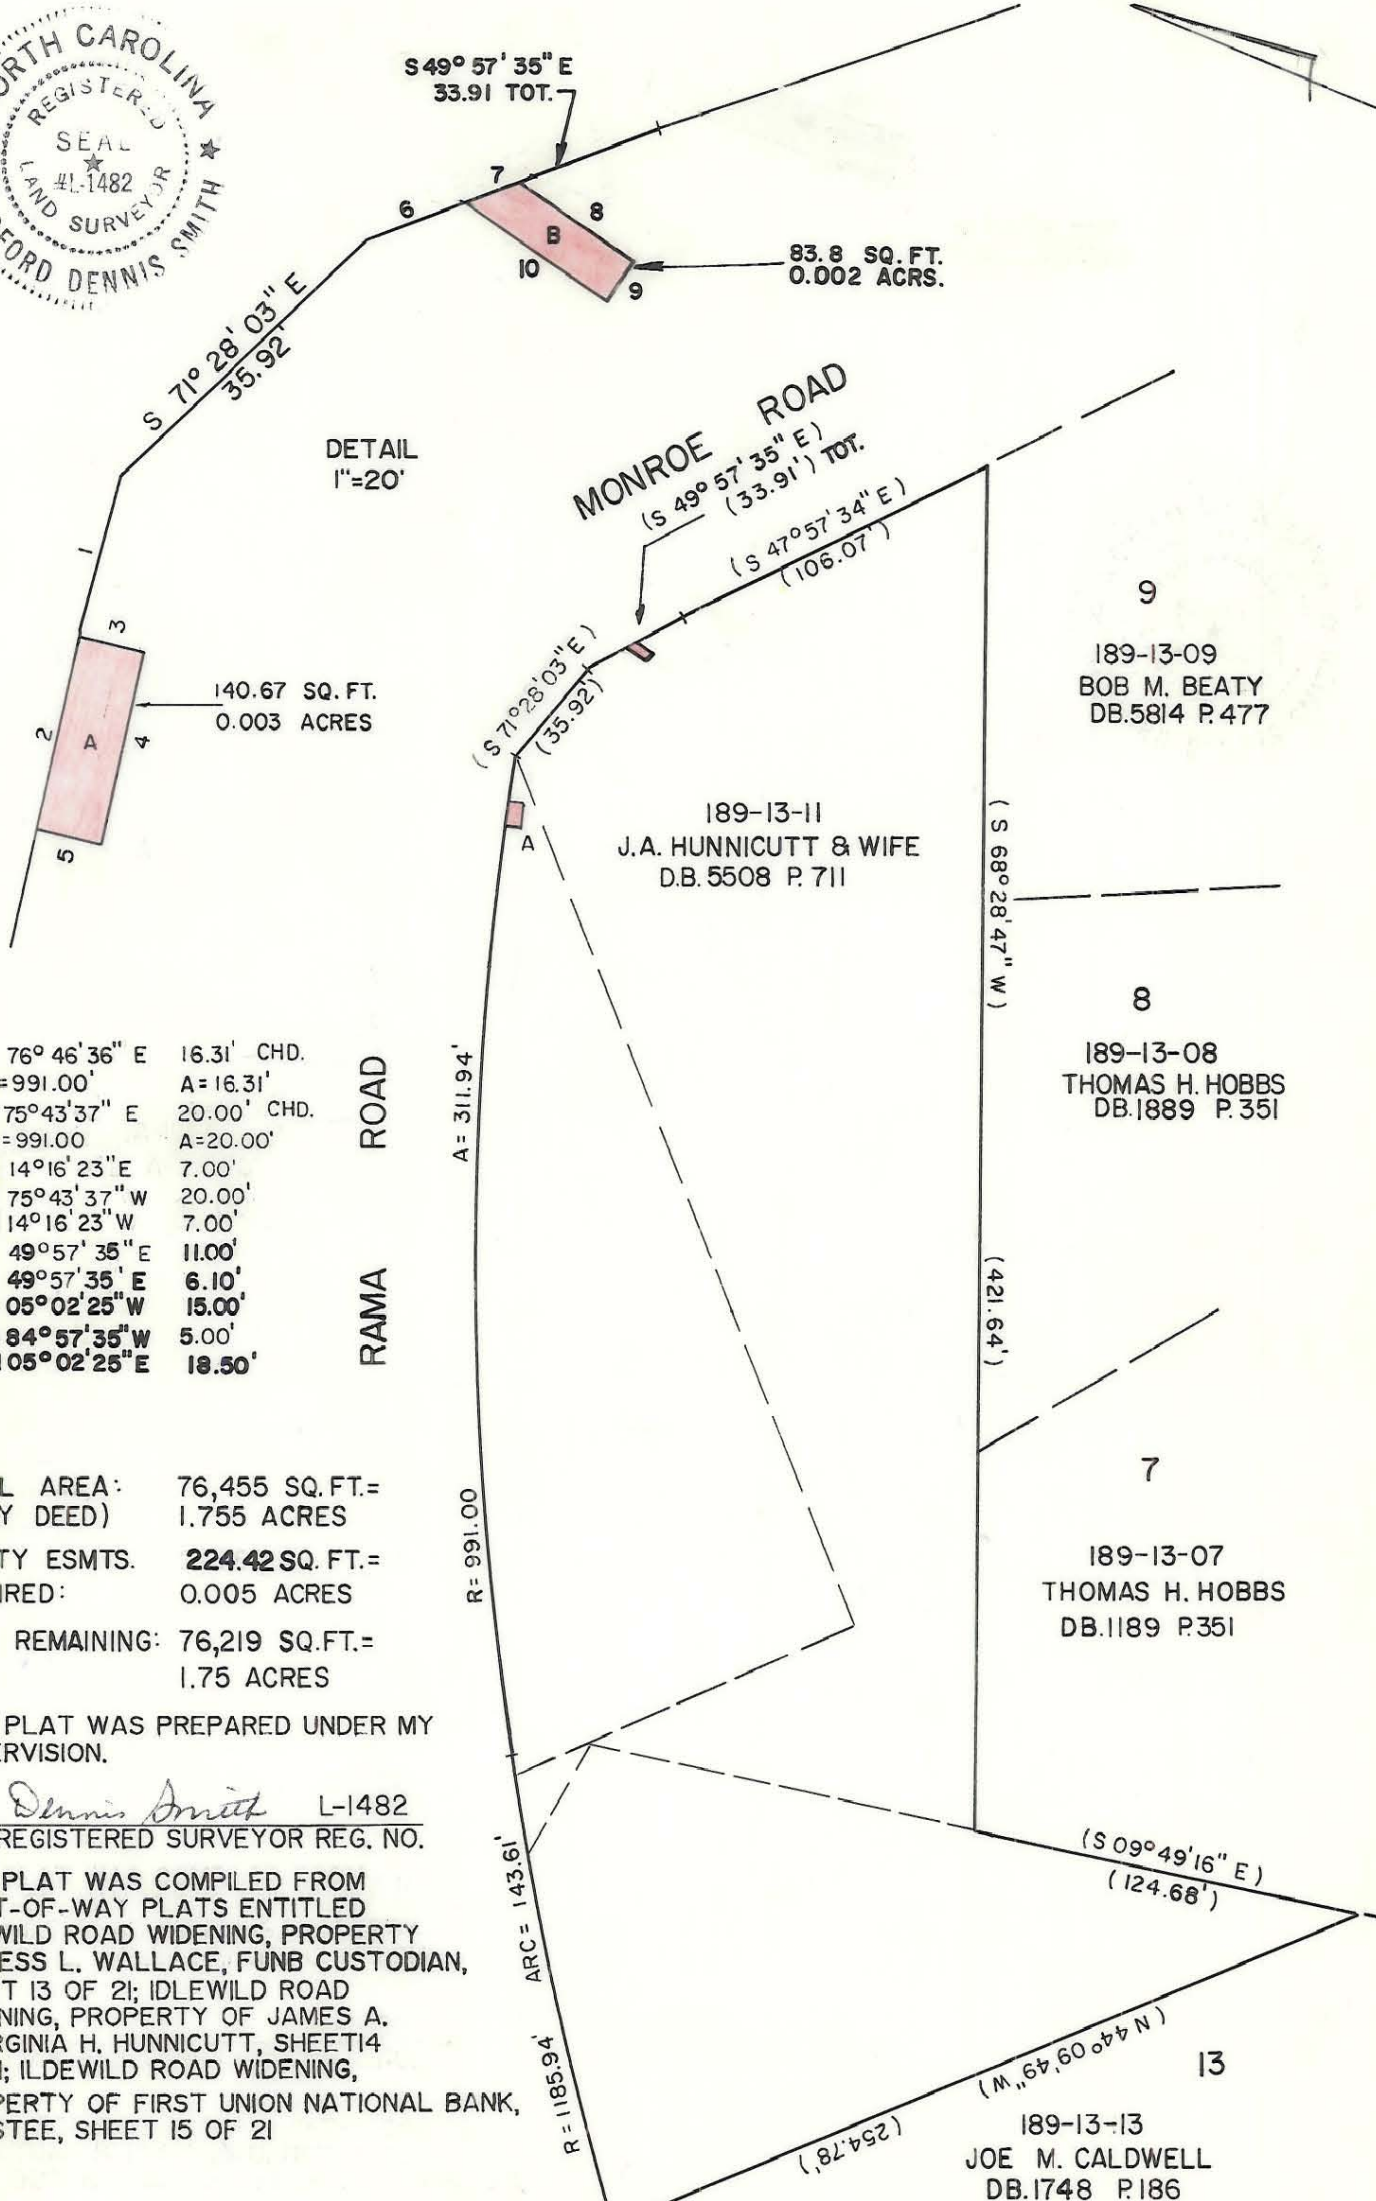 ORTH CAROLINA
REGISTERED
SEAL
#L-1482
LAND SURVEYOR
FORD DENNIS SMITH
S 49° 57' 35" E
33.91 TOT.
7
6
8
B
10
9
83.8 SQ. FT.
0.002 ACRS.
S 71° 28' 03" E
35.92'
DETAIL
1"=20'
MONROE ROAD
(S 49° 57' 35" E)
(33.91') TOT.
(S 47° 57' 34" E)
(106.07')
1
3
2
A
4
5
140.67 SQ. FT.
0.003 ACRES
(S 71° 28' 03" E)
(35.92')
A
9
189-13-09
BOB M. BEATY
DB.5814 P.477
189-13-11
J.A. HUNNICUTT & WIFE
D.B. 5508 P. 711
(S 68° 28' 47" W)
(421.64')
8
189-13-08
THOMAS H. HOBBS
DB.1889 P.351
76° 46' 36" E 16.31' CHD.
=991.00' A=16.31'
75° 43' 37" E 20.00' CHD.
=991.00 A=20.00'
14° 16' 23" E 7.00'
75° 43' 37" W 20.00'
14° 16' 23" W 7.00'
49° 57' 35" E 11.00'
49° 57' 35' E 6.10'
05° 02' 25" W 15.00'
84° 57' 35" W 5.00'
05° 02' 25" E 18.50'
RAMA ROAD
A= 311.94'
R= 991.00
7
189-13-07
THOMAS H. HOBBS
DB.1189 P.351
L AREA: 76,455 SQ. FT.=
Y DEED) 1.755 ACRES
TY ESMTS. 224.42 SQ. FT.=
IRED: 0.005 ACRES
REMAINING: 76,219 SQ.FT.=
1.75 ACRES
PLAT WAS PREPARED UNDER MY
ERVISION.
Dennis Smith L-1482
REGISTERED SURVEYOR REG. NO.
PLAT WAS COMPILED FROM
T-OF-WAY PLATS ENTITLED
WILD ROAD WIDENING, PROPERTY
ESS L. WALLACE, FUNB CUSTODIAN,
T 13 OF 21; IDLEWILD ROAD
NING, PROPERTY OF JAMES A.
RGINIA H. HUNNICUTT, SHEET14
1; ILDEWILD ROAD WIDENING,
PERTY OF FIRST UNION NATIONAL BANK,
STEE, SHEET 15 OF 21
ARC= 143.61'
R= 1185.94'
(S 09° 49' 16" E)
(124.68')
(N 44° 09' 49" W)
(254.78')
13
189-13-13
JOE M. CALDWELL
DB.1748 P.186